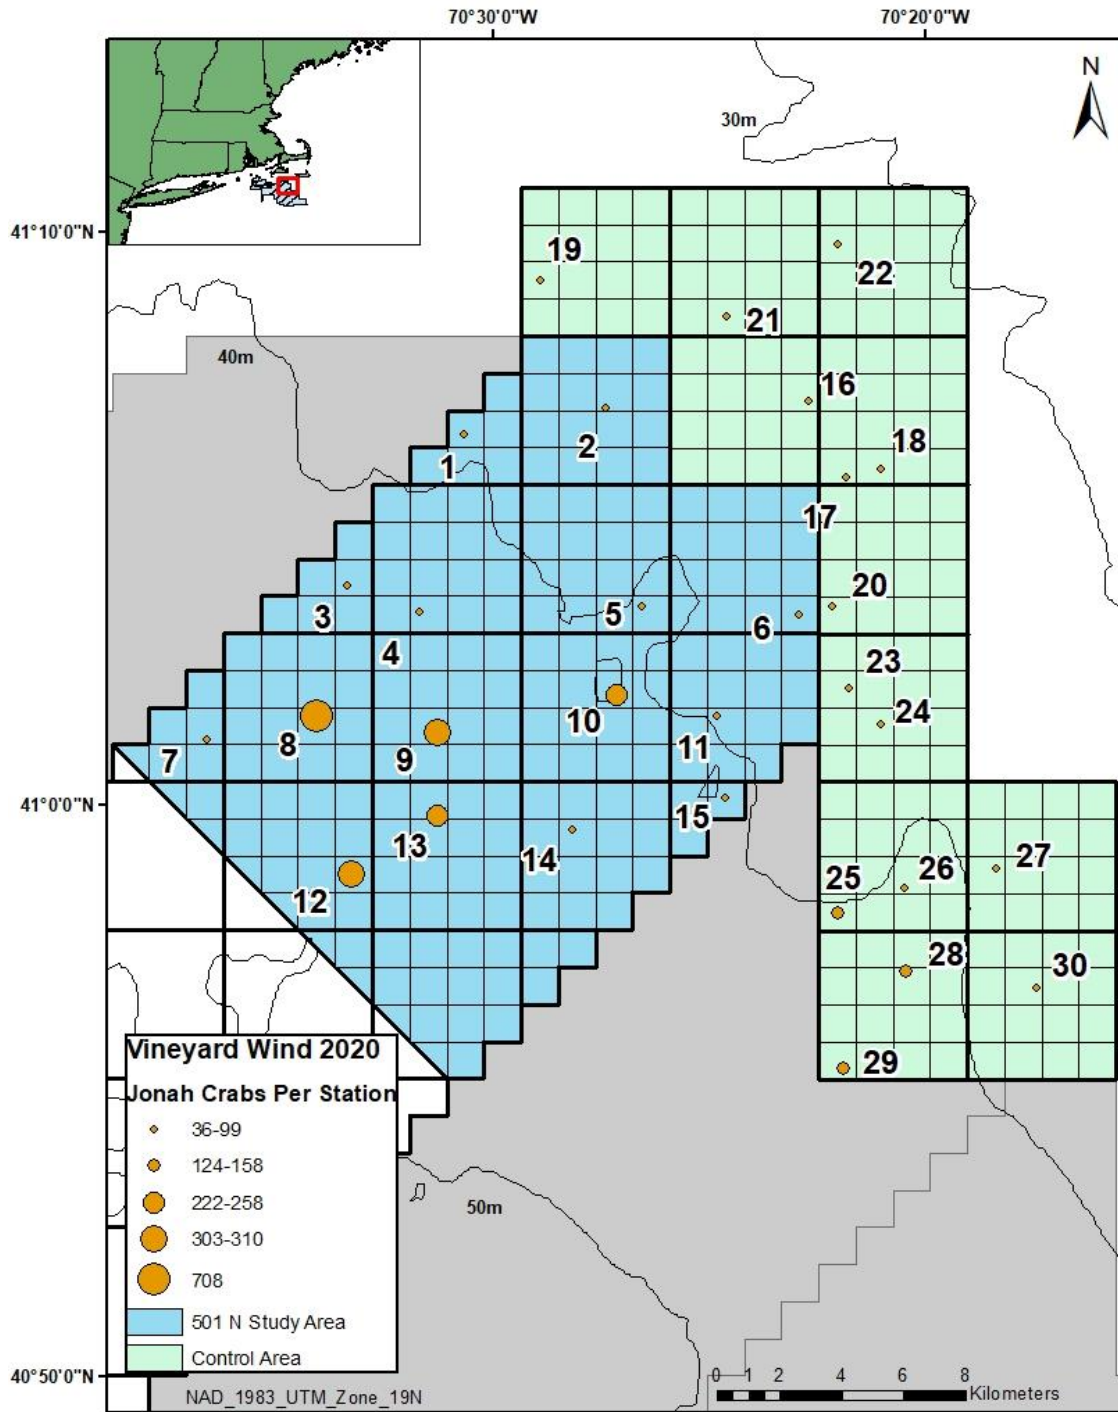 70°30'0"W
70°20'0"W
N
30m
41°10'0"N
19
22
21
40m
16
2
18
1
17
3
5
20
6
4
23
10
24
8
9
11
7
41°0'0"N
15
13
14
27
26
25
12
28
30
29
Vineyard Wind 2020
Jonah Crabs Per Station
36-99
124-158
222-258
303-310
708
501 N Study Area
Control Area
50m
40°50'0"N
NAD_1983_UTM_Zone_19N
0 1 2 4 6 8
Kilometers